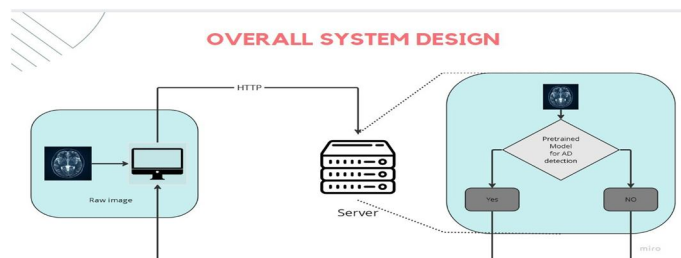 OVERALL SYSTEM DESIGN
HTTP
Raw image
Server
Pretrained
Model
for AD
detection
Yes
NO
miro